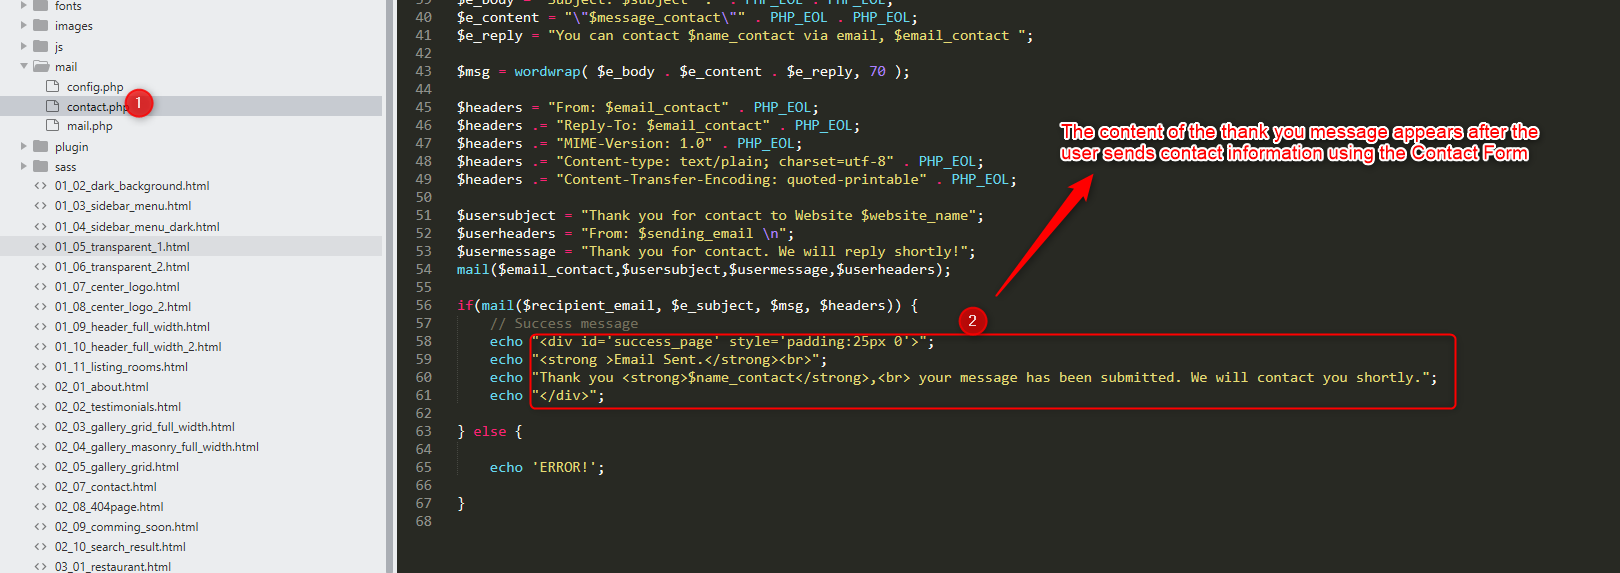 fonts
images
js
mail
config.php
contact.php
1
mail.php
plugin
sass
<> 01_02_dark_background.html
<> 01_03_sidebar_menu.html
<> 01_04_sidebar_menu_dark.html
<> 01_05_transparent_1.html
<> 01_06_transparent_2.html
<> 01_07_center_logo.html
<> 01_08_center_logo_2.html
<> 01_09_header_full_width.html
<> 01_10_header_full_width_2.html
<> 01_11_listing_rooms.html
<> 02_01_about.html
<> 02_02_testimonials.html
<> 02_03_gallery_grid_full_width.html
<> 02_04_gallery_masonry_full_width.html
<> 02_05_gallery_grid.html
<> 02_07_contact.html
<> 02_08_404page.html
<> 02_09_comming_soon.html
<> 02_10_search_result.html
<> 03_01_restaurant.html
39 $e_body = "Subject: $subject" . PHP_EOL . PHP_EOL;
40 $e_content = "\"$message_contact\"" . PHP_EOL . PHP_EOL;
41 $e_reply = "You can contact $name_contact via email, $email_contact ";
42
43 $msg = wordwrap( $e_body . $e_content . $e_reply, 70 );
44
45 $headers = "From: $email_contact" . PHP_EOL;
46 $headers .= "Reply-To: $email_contact" . PHP_EOL;
47 $headers .= "MIME-Version: 1.0" . PHP_EOL;
48 $headers .= "Content-type: text/plain; charset=utf-8" . PHP_EOL;
49 $headers .= "Content-Transfer-Encoding: quoted-printable" . PHP_EOL;
50
51 $usersubject = "Thank you for contact to Website $website_name";
52 $userheaders = "From: $sending_email \n";
53 $usermessage = "Thank you for contact. We will reply shortly!";
54 mail($email_contact,$usersubject,$usermessage,$userheaders);
55
56 if(mail($recipient_email, $e_subject, $msg, $headers)) {
57 // Success message
58 echo "<div id='success_page' style='padding:25px 0'>";
59 echo "<strong >Email Sent.</strong><br>";
60 echo "Thank you <strong>$name_contact</strong>,<br> your message has been submitted. We will contact you shortly.";
61 echo "</div>";
62
63 } else {
64
65 echo 'ERROR!';
66
67 }
68
The content of the thank you message appears after the
user sends contact information using the Contact Form
2